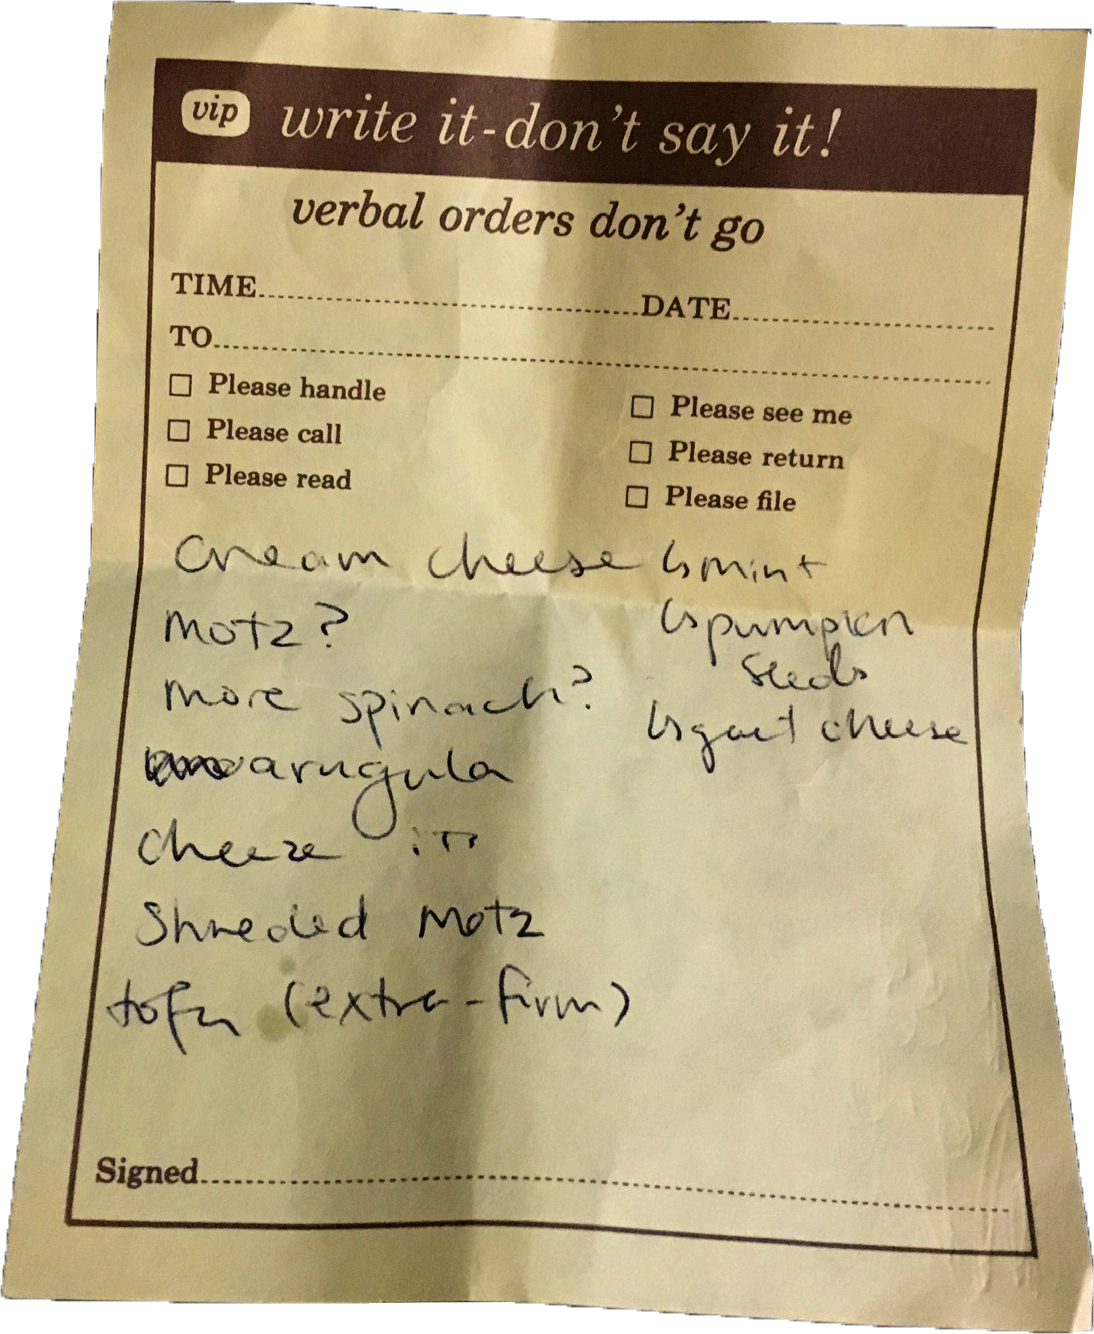 vip write it-don't say it!
verbal orders don't go
TIME DATE
TO
Please handle
Please call
Please read
Please see me
Please return
Please file
Cream cheese
Motz?
more spinach?
arugula
cheeze its
Shreded Motz
tofu (extra-firm)
↳ mint
↳ pumpkin
seeds
↳ goat cheese
Signed